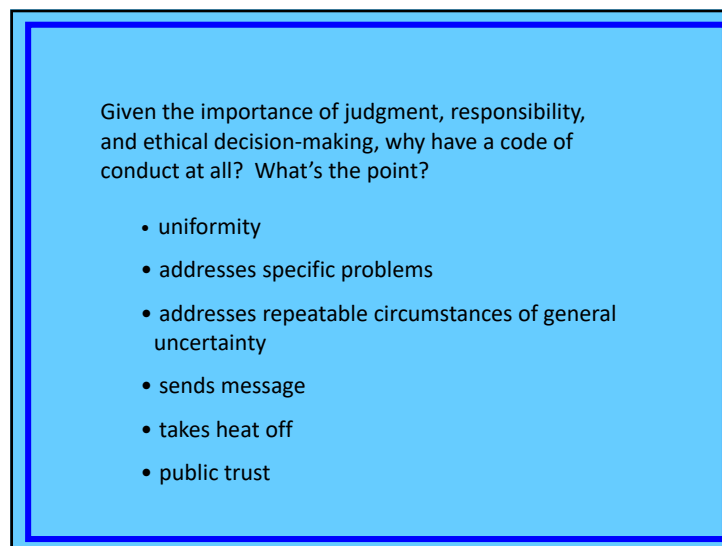 Given the importance of judgment, responsibility,
and ethical decision-making, why have a code of
conduct at all?  What’s the point?
• uniformity
• addresses specific problems
• addresses repeatable circumstances of general
uncertainty
• sends message
• takes heat off
• public trust